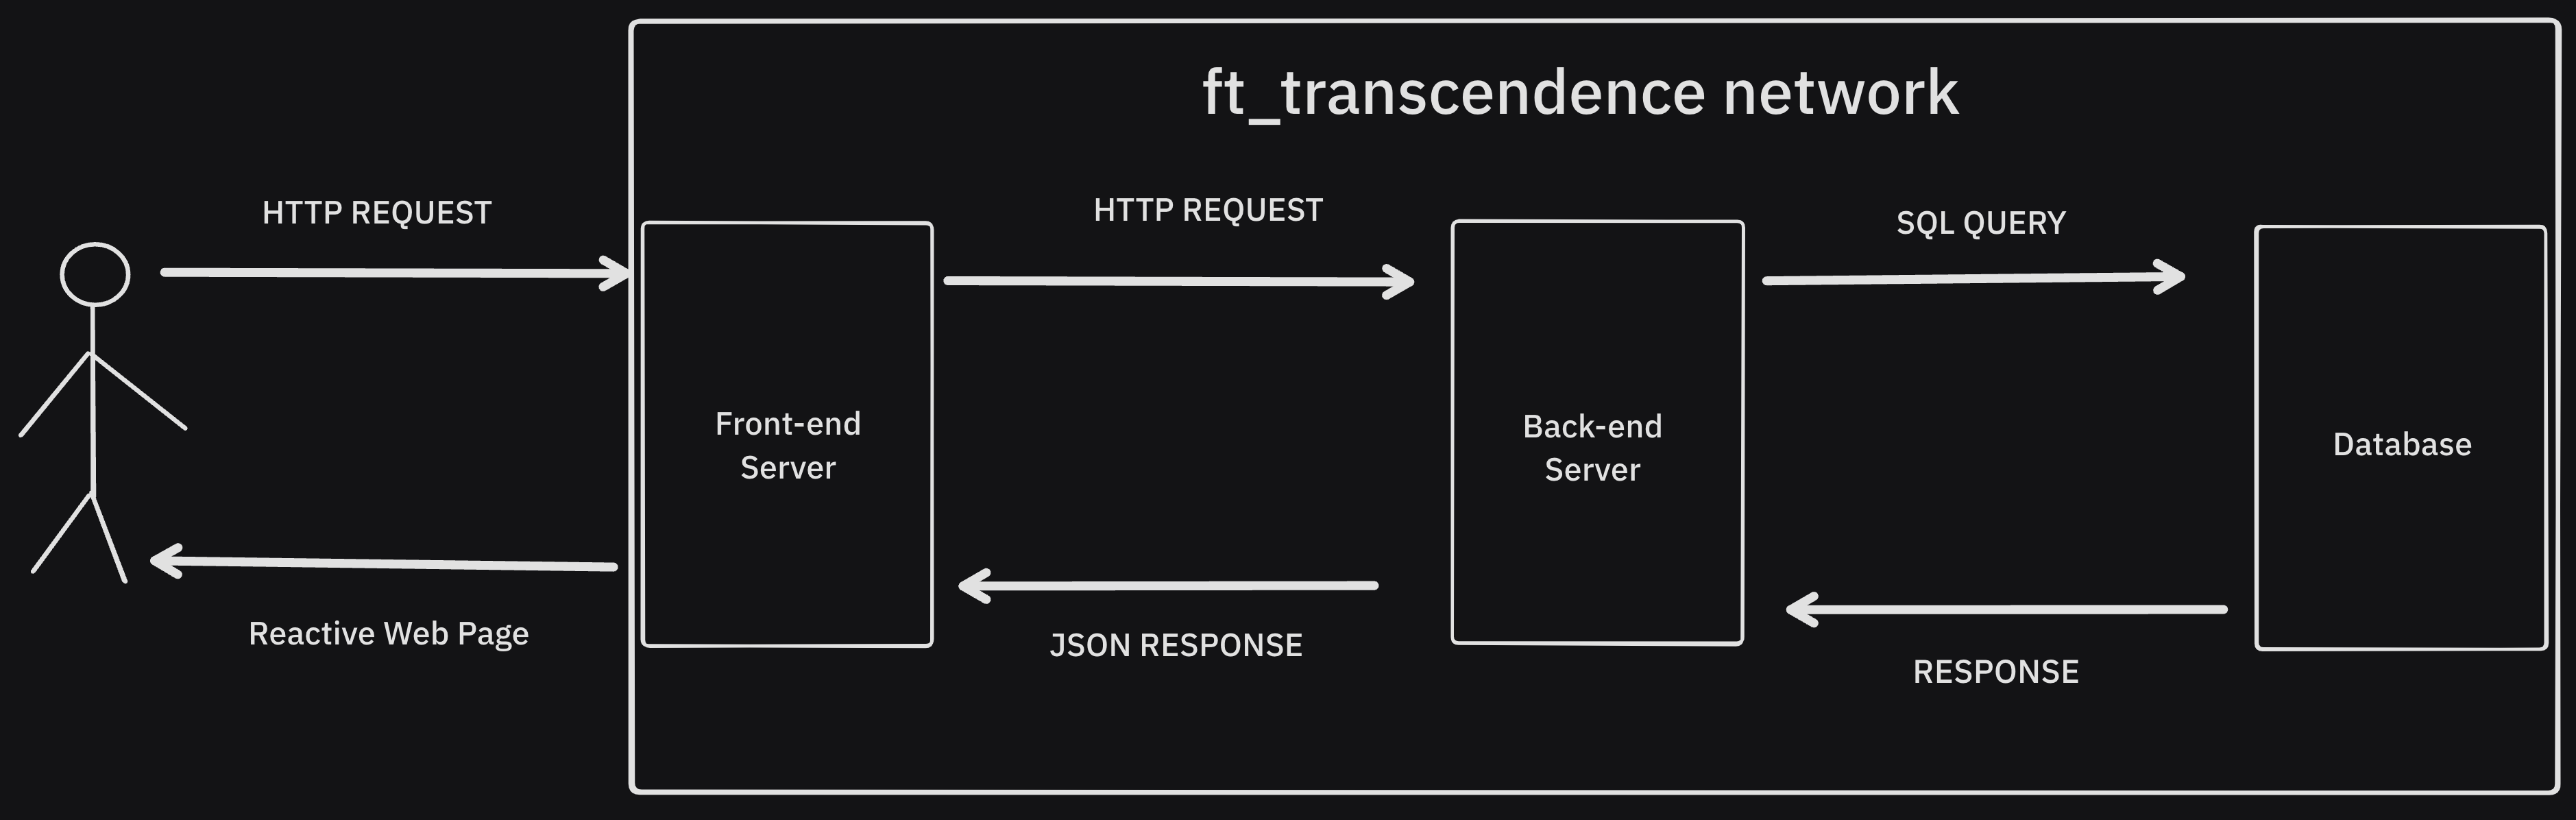 ft_transcendence network
HTTP REQUEST
HTTP REQUEST
SQL QUERY
Front-end
Server
Back-end
Server
Database
Reactive Web Page
JSON RESPONSE
RESPONSE